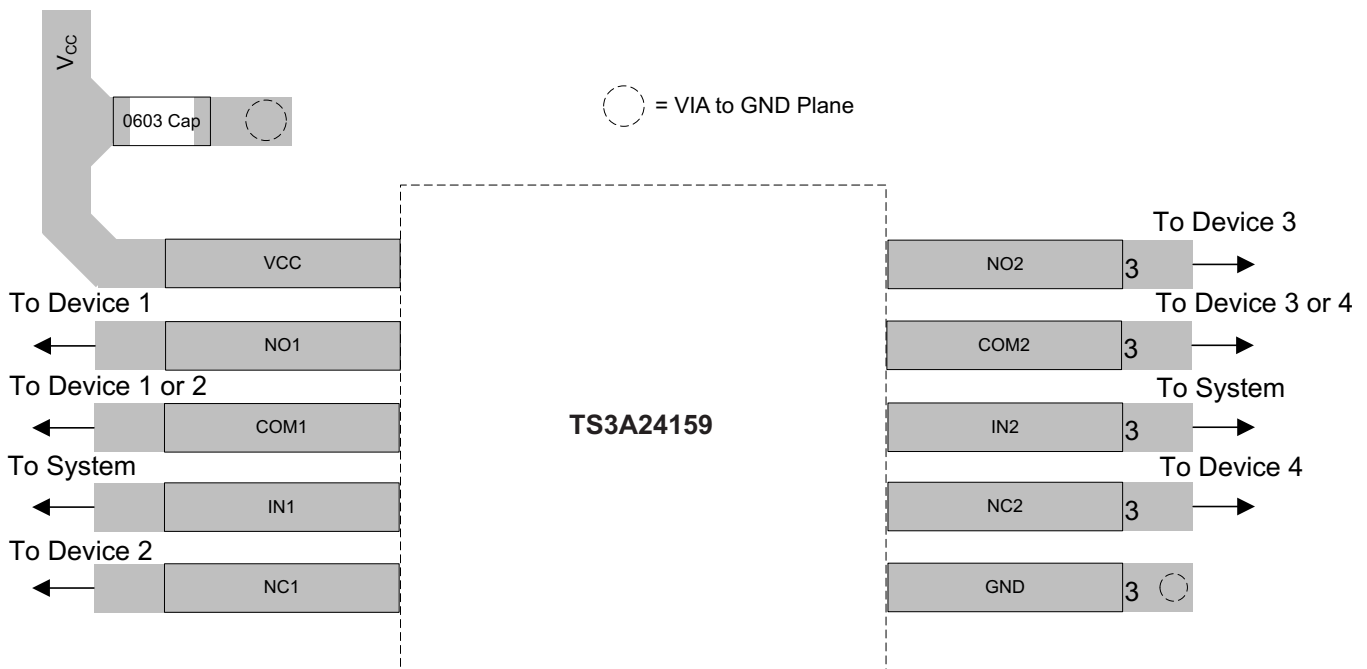 Vcc
0603 Cap
= VIA to GND Plane
To Device 3
VCC
NO2
3
To Device 1
To Device 3 or 4
NO1
COM2
3
To Device 1 or 2
To System
COM1
TS3A24159
IN2
3
To System
To Device 4
IN1
NC2
3
To Device 2
NC1
GND
3